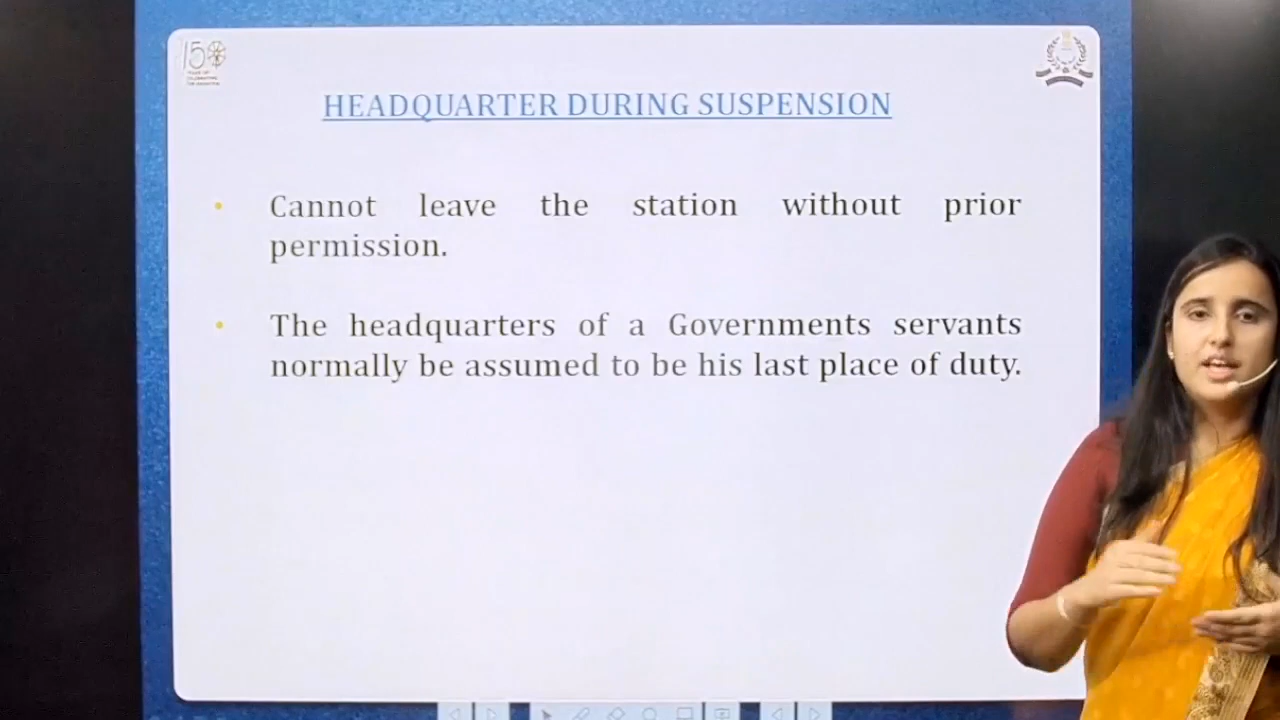 150
HEADQUARTER DURING SUSPENSION
Cannot leave the station without prior
permission.
The headquarters of a Governments servants
normally be assumed to be his last place of duty.